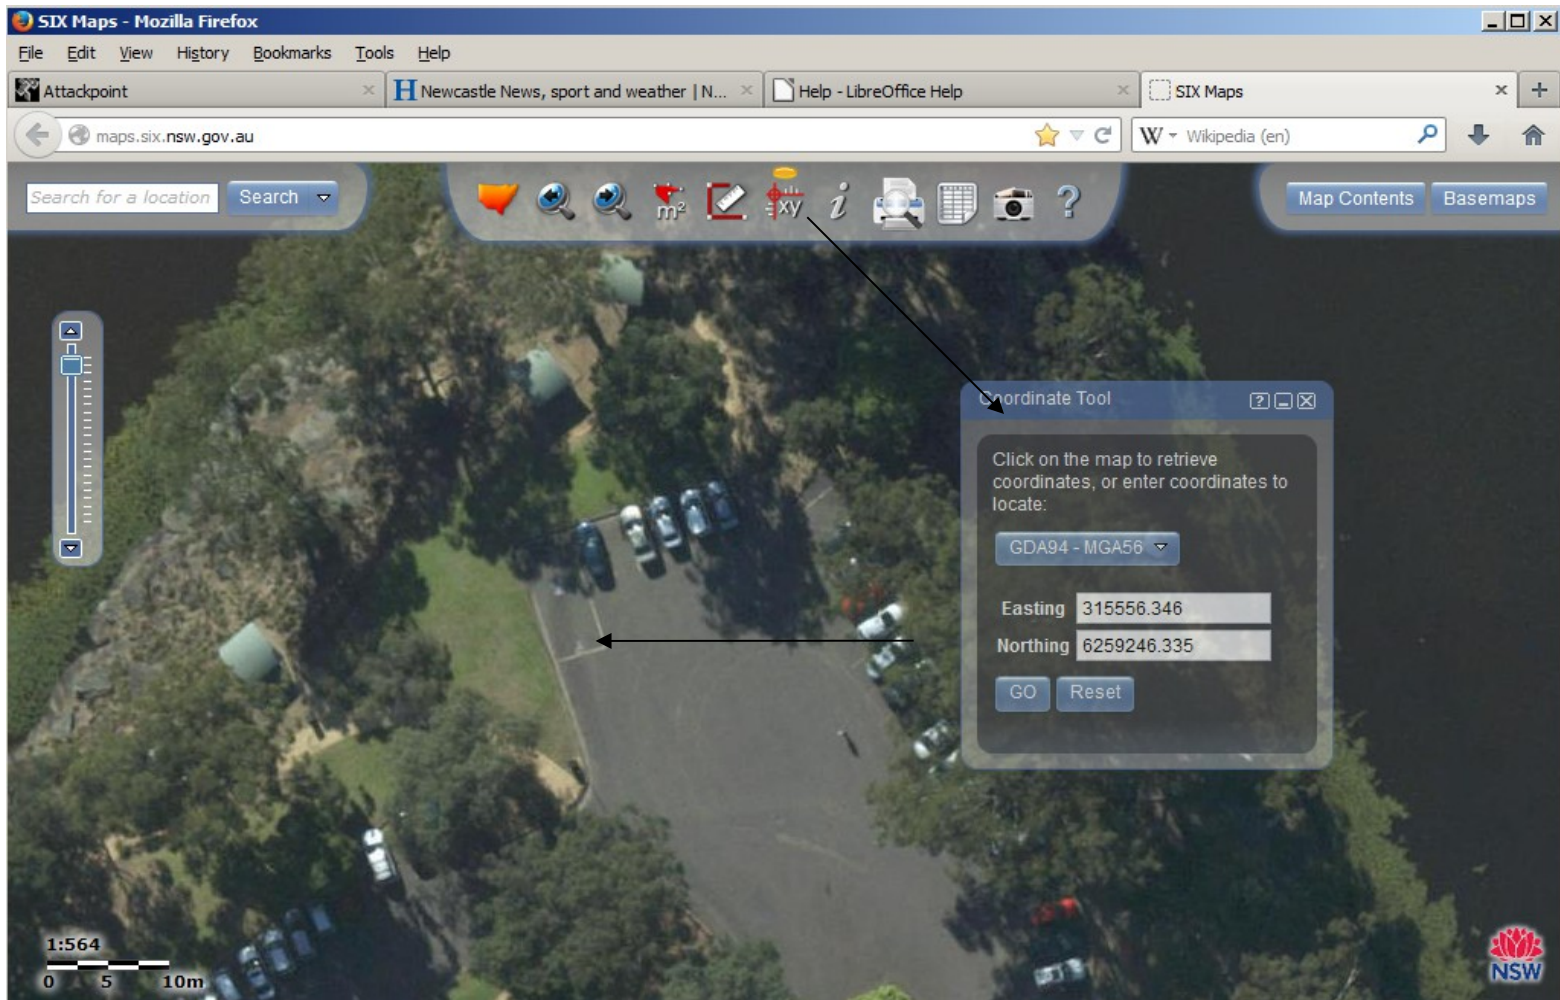 SIX Maps - Mozilla Firefox
File Edit View History Bookmarks Tools Help
Attackpoint
Newcastle News, sport and weather | N...
Help - LibreOffice Help
SIX Maps
maps.six.nsw.gov.au
W Wikipedia (en)
Search for a location Search
m²
xy
i
?
Map Contents Basemaps
Coordinate Tool
Click on the map to retrieve
coordinates, or enter coordinates to
locate:
GDA94 - MGA56
Easting 315556.346
Northing 6259246.335
GO Reset
1:564
0 5 10m
NSW